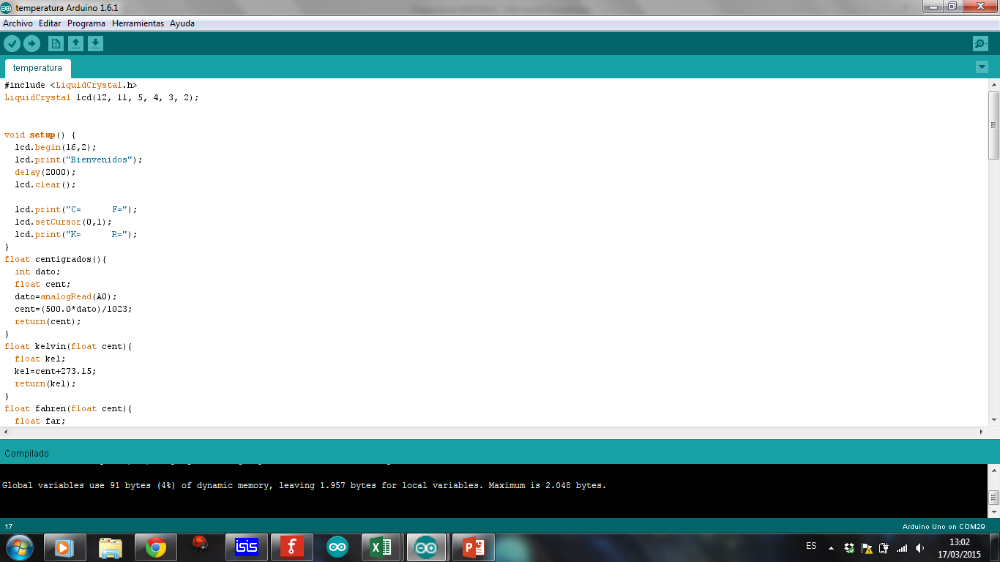 temperatura Arduino 1.6.1
Archivo Editar Programa Herramientas Ayuda
temperatura
#include <LiquidCrystal.h>
LiquidCrystal lcd(12, 11, 5, 4, 3, 2);
void setup() {
  lcd.begin(16,2);
  lcd.print("Bienvenidos");
  delay(2000);
  lcd.clear();
  lcd.print("C=      F=");
  lcd.setCursor(0,1);
  lcd.print("K=      R=");
}
float centigrados(){
  int dato;
  float cent;
  dato=analogRead(A0);
  cent=(500.0*dato)/1023;
  return(cent);
}
float kelvin(float cent){
  float kel;
  kel=cent+273.15;
  return(kel);
}
float fahren(float cent){
  float far;
Compilado
Global variables use 91 bytes (4%) of dynamic memory, leaving 1.957 bytes for local variables. Maximum is 2.048 bytes.
17
Arduino Uno on COM29
isis
ES
13:02
17/03/2015